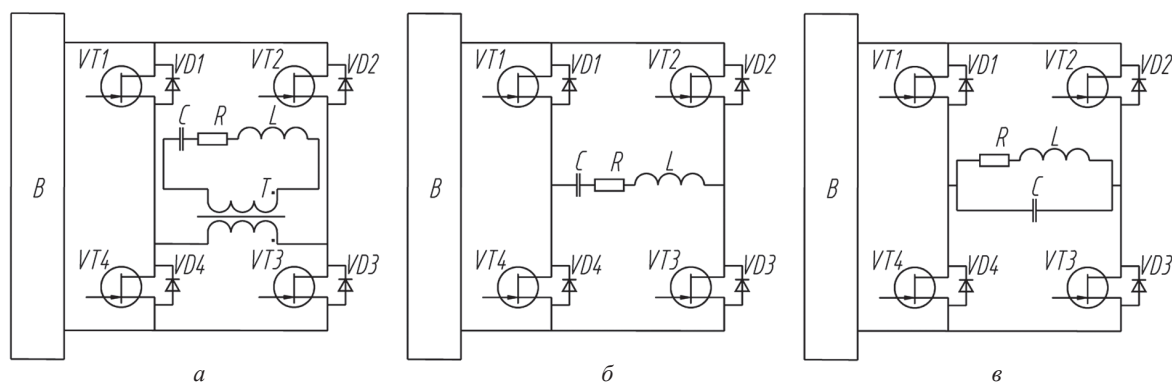 VT1 VD1 VT2 VD2
C R L
T
B
VT4 VD4 VT3 VD3
а
VT1 VD1 VT2 VD2
C R L
B
VT4 VD4 VT3 VD3
б
VT1 VD1 VT2 VD2
R L
C
B
VT4 VD4 VT3 VD3
в